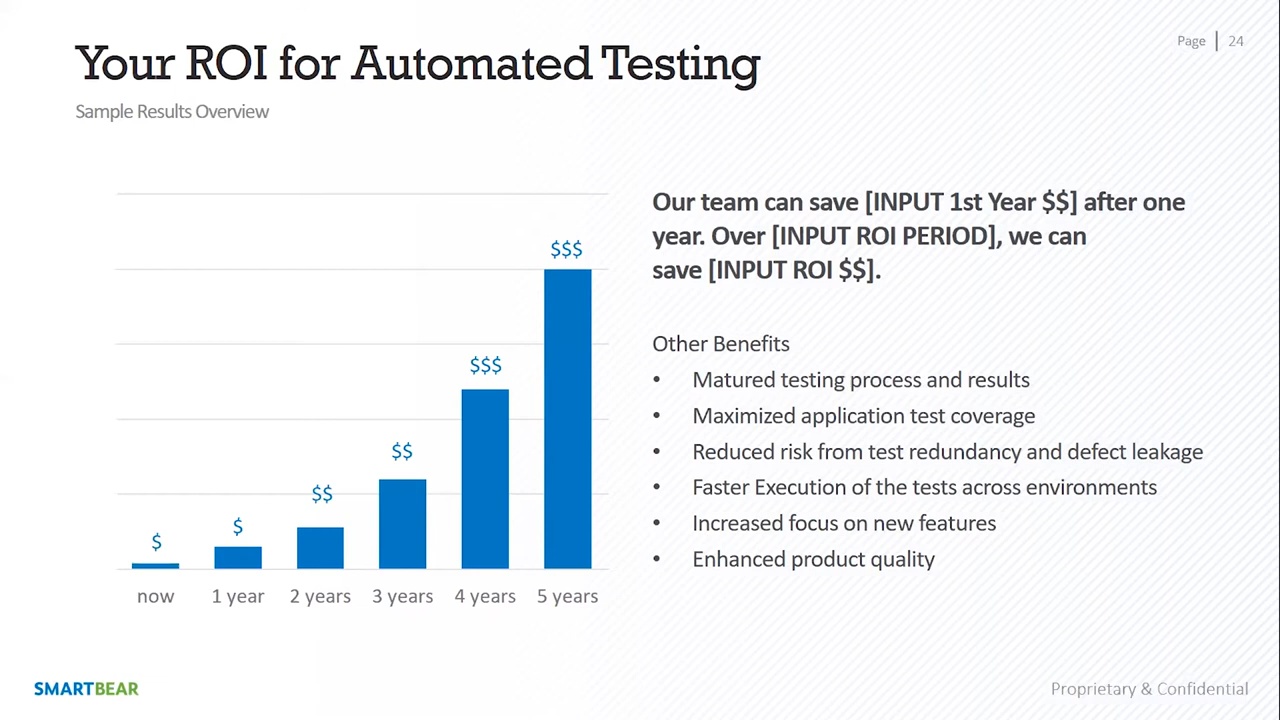 Your ROI for Automated Testing
Page | 24
Sample Results Overview
Our team can save [INPUT 1st Year $$] after one
year. Over [INPUT ROI PERIOD], we can
save [INPUT ROI $$].
Other Benefits
• Matured testing process and results
• Maximized application test coverage
• Reduced risk from test redundancy and defect leakage
• Faster Execution of the tests across environments
• Increased focus on new features
• Enhanced product quality
$ $ $$ $$ $$$ $$$
now 1 year 2 years 3 years 4 years 5 years
SMARTBEAR
Proprietary & Confidential